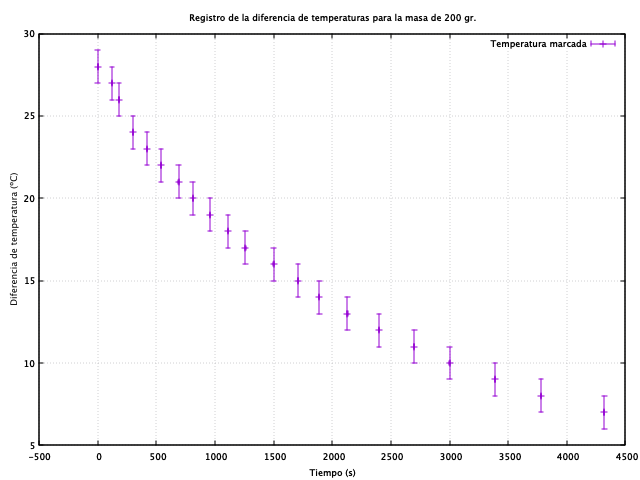 Registro de la diferencia de temperaturas para la masa de 200 gr.
Temperatura marcada
Diferencia de temperatura (ºC)
30
25
20
15
10
5
-500 0 500 1000 1500 2000 2500 3000 3500 4000 4500
Tiempo (s)